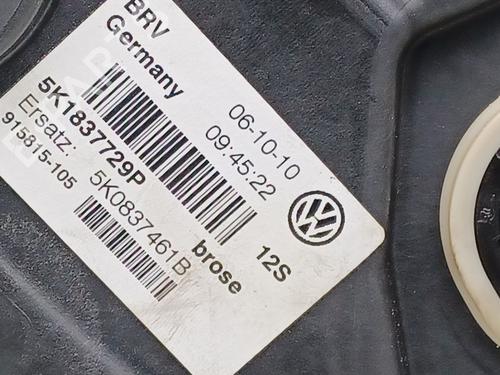 BRV
Germany
06-10-10
09:45:22
5K1837729P
Ersatz: 5K0837461B
915815-105
brose 12S